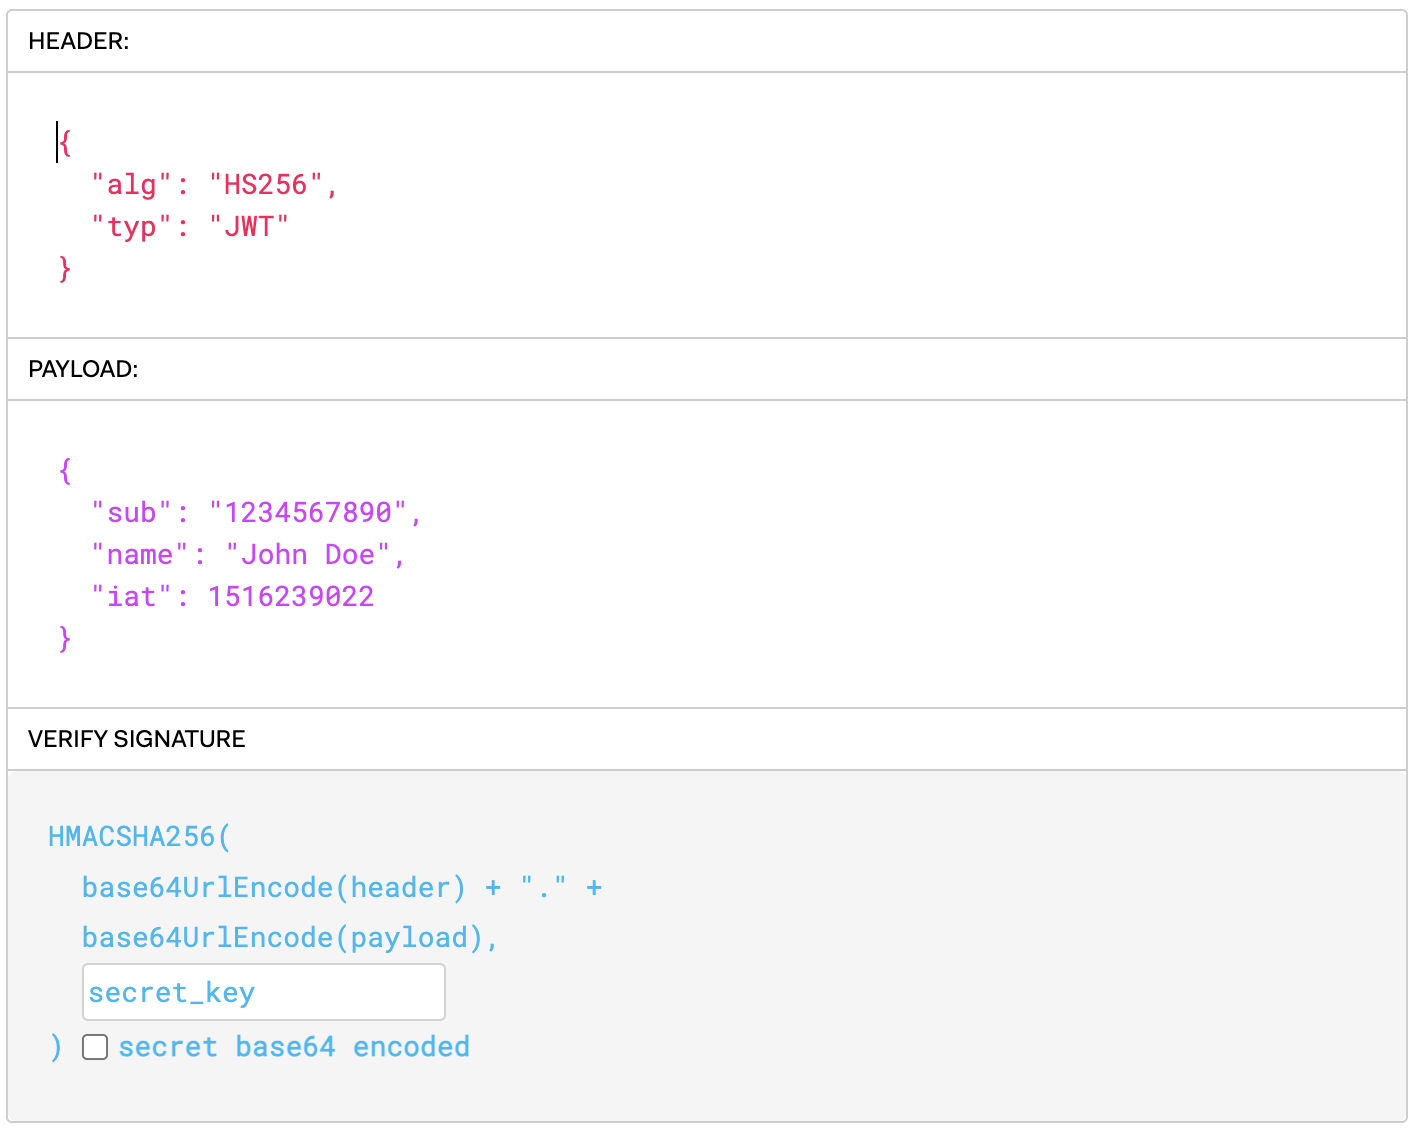 HEADER:
{
"alg": "HS256",
"typ": "JWT"
}
PAYLOAD:
{
"sub": "1234567890",
"name": "John Doe",
"iat": 1516239022
}
VERIFY SIGNATURE
HMACSHA256(
base64UrlEncode(header) + "." +
base64UrlEncode(payload),
secret_key
) secret base64 encoded